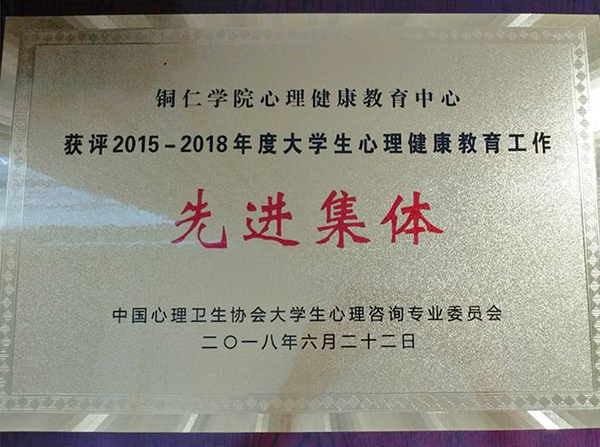 铜仁学院心理健康教育中心
获评2015-2018年度大学生心理健康教育工作
先进集体
中国心理卫生协会大学生心理咨询专业委员会
二〇一八年六月二十二日